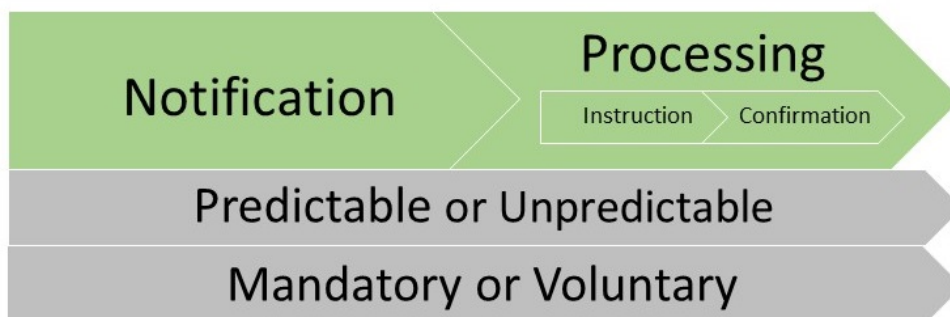 Notification
Processing
Instruction
Confirmation
Predictable or Unpredictable
Mandatory or Voluntary